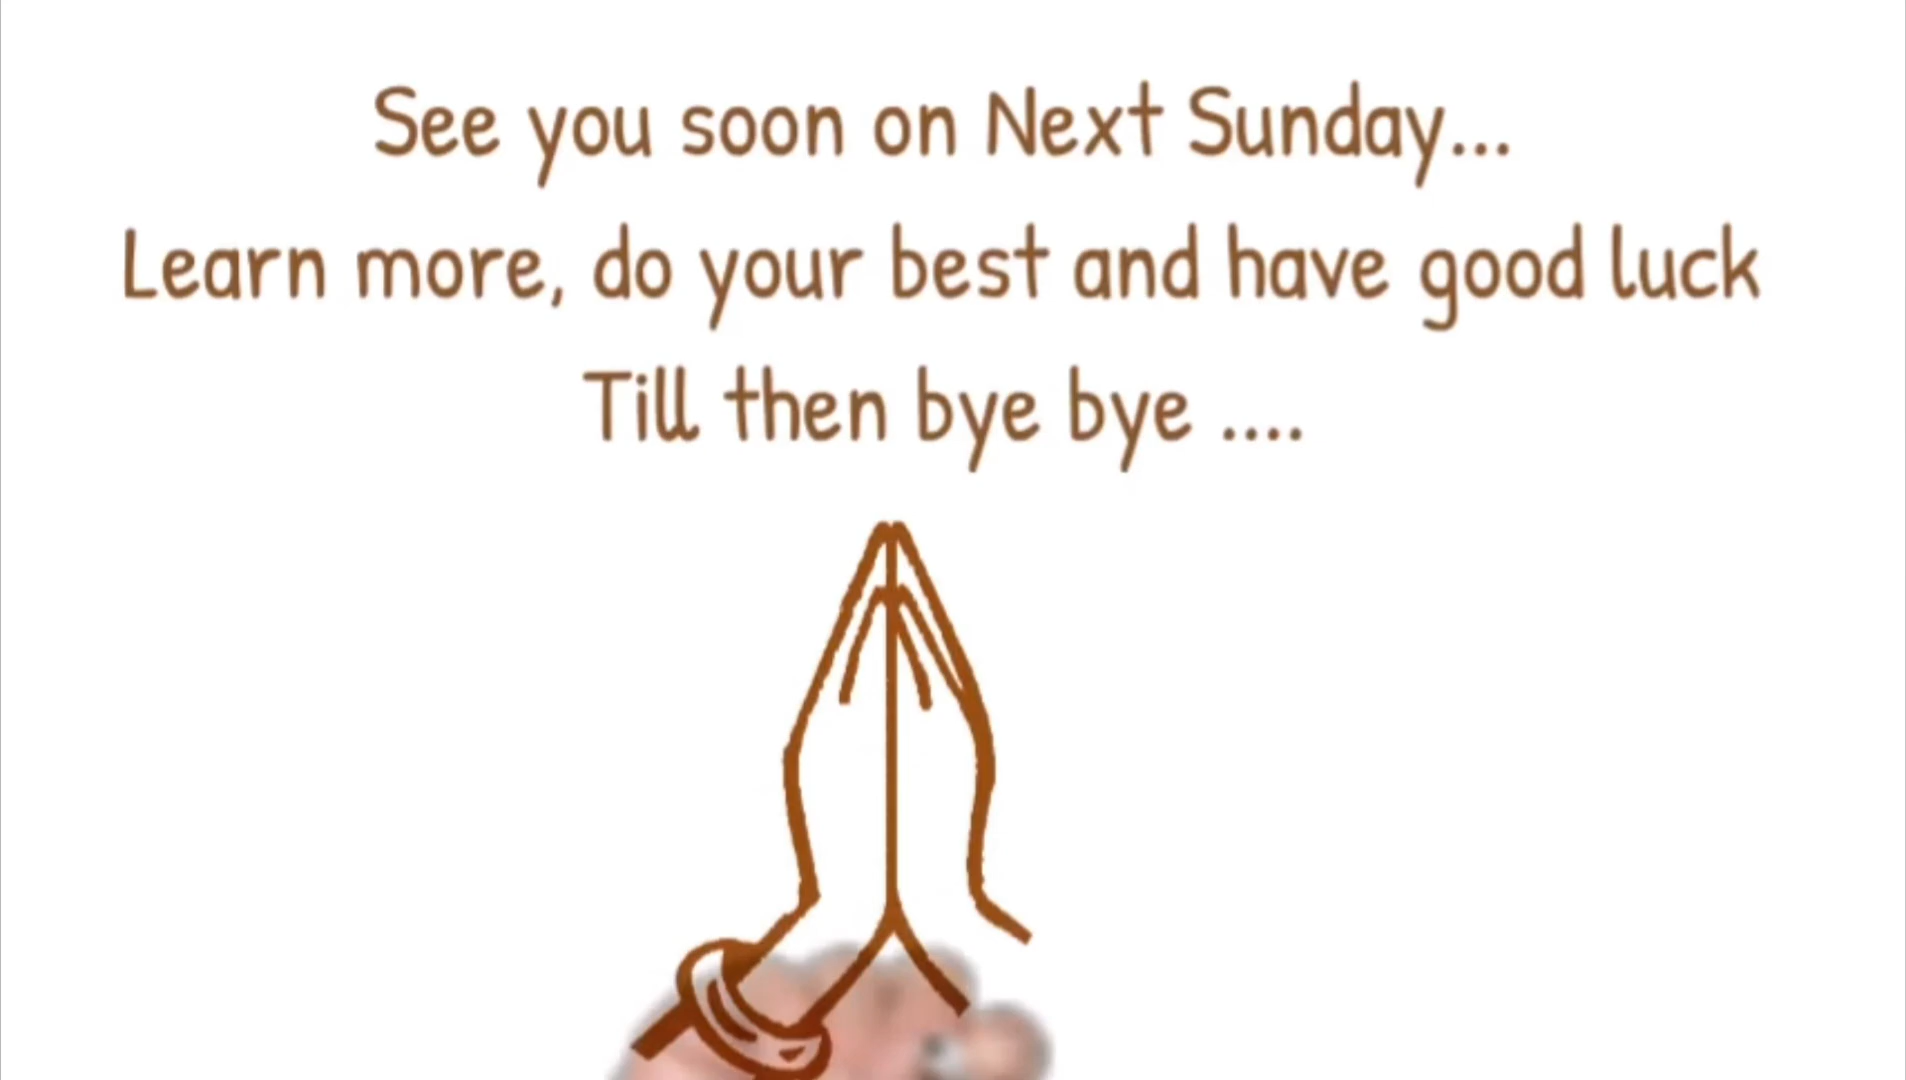 See you soon on Next Sunday...
Learn more, do your best and have good luck
Till then bye bye ....